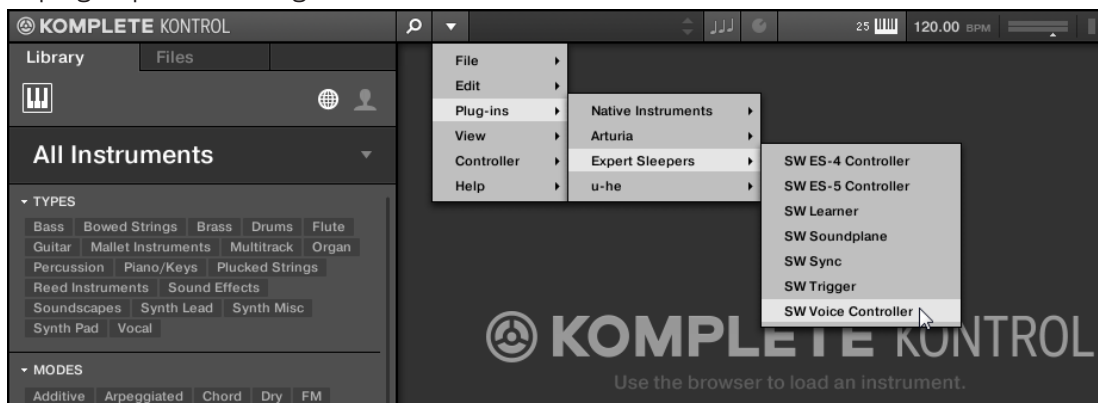 KOMPLETE KONTROL
25
120.00 BPM
Library Files
All Instruments
TYPES
Bass Bowed Strings Brass Drums Flute
Guitar Mallet Instruments Multitrack Organ
Percussion Piano/Keys Plucked Strings
Reed Instruments Sound Effects
Soundscapes Synth Lead Synth Misc
Synth Pad Vocal
MODES
Additive Arpeggiated Chord Dry FM
File
Edit
Plug-ins
View
Controller
Help
Native Instruments
Arturia
Expert Sleepers
u-he
SW ES-4 Controller
SW ES-5 Controller
SW Learner
SW Soundplane
SW Sync
SW Trigger
SW Voice Controller
KOMPLETE KONTROL
Use the browser to load an instrument.